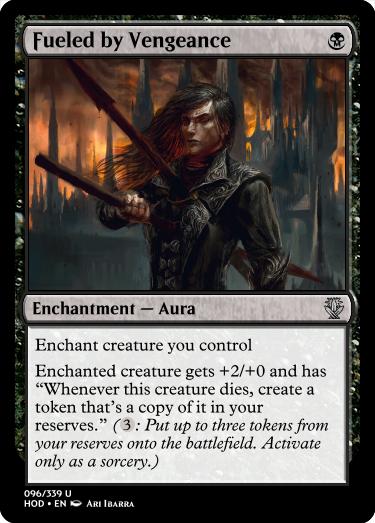 Fueled by Vengeance
Enchantment — Aura
Enchant creature you control
Enchanted creature gets +2/+0 and has
“Whenever this creature dies, create a
token that’s a copy of it in your
reserves.” (3: Put up to three tokens from
your reserves onto the battlefield. Activate
only as a sorcery.)
096/339 U
HOD • EN Ari Ibarra